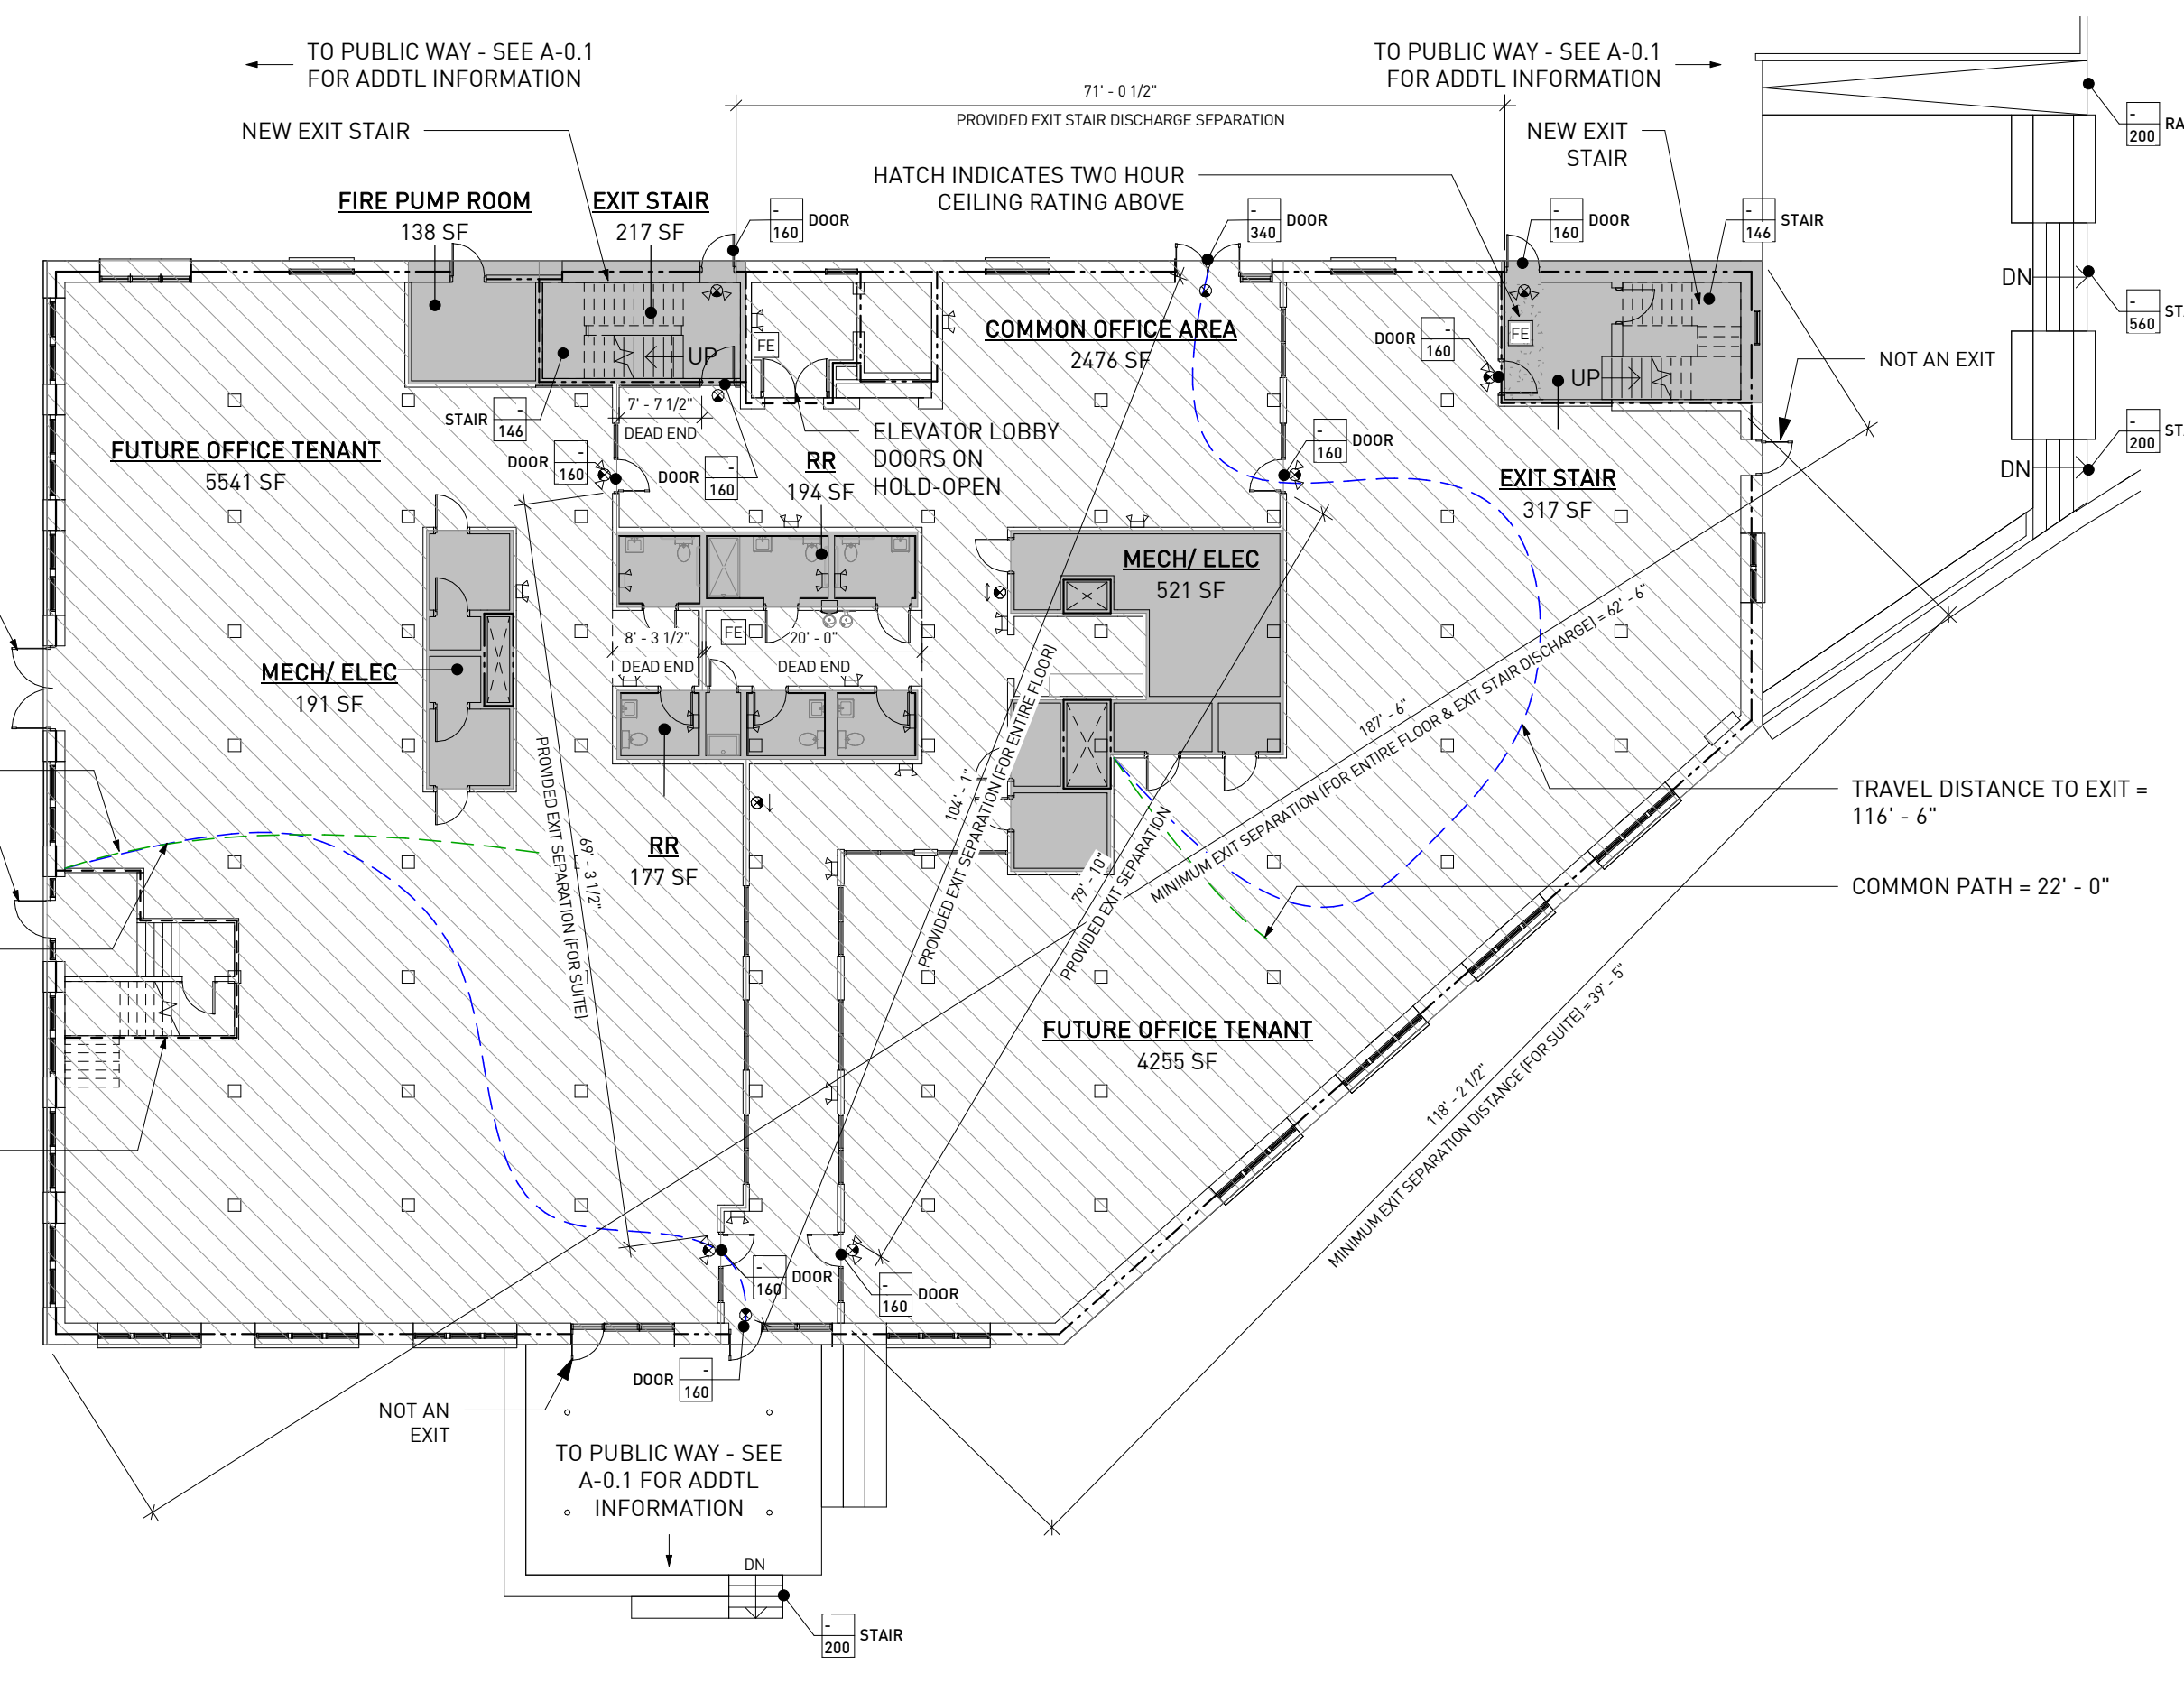 TO PUBLIC WAY - SEE A-0.1
FOR ADDTL INFORMATION
TO PUBLIC WAY - SEE A-0.1
FOR ADDTL INFORMATION
71' - 0 1/2"
PROVIDED EXIT STAIR DISCHARGE SEPARATION
-
200
NEW EXIT STAIR
NEW EXIT
STAIR
HATCH INDICATES TWO HOUR
CEILING RATING ABOVE
FIRE PUMP ROOM
138 SF
EXIT STAIR
217 SF
-
160
DOOR
-
340
DOOR
-
160
DOOR
-
146
STAIR
DN
-
560
COMMON OFFICE AREA
2476 SF
FE
FE
UP
UP
DOOR
-
160
NOT AN EXIT
STAIR
-
146
7' - 7 1/2"
DEAD END
ELEVATOR LOBBY
DOORS ON
HOLD-OPEN
FUTURE OFFICE TENANT
5541 SF
DOOR
-
160
DOOR
-
160
RR
194 SF
-
160
DOOR
EXIT STAIR
317 SF
DN
-
200
MECH/ ELEC
521 SF
8' - 3 1/2"
DEAD END
FE
20' - 0"
DEAD END
MECH/ ELEC
191 SF
69' - 3 1/2"
PROVIDED EXIT SEPARATION (FOR SUITE)
104' - 1"
PROVIDED EXIT SEPARATION (FOR ENTIRE FLOOR)
79' - 10"
PROVIDED EXIT SEPARATION
187' - 6"
MINIMUM EXIT SEPARATION (FOR ENTIRE FLOOR & EXIT STAIR DISCHARGE) = 62' - 6"
TRAVEL DISTANCE TO EXIT =
116' - 6"
RR
177 SF
COMMON PATH = 22' - 0"
FUTURE OFFICE TENANT
4255 SF
118' - 2 1/2"
MINIMUM SEPARATION DISTANCE (FOR SUITE) = 39' - 5"
-
160
DOOR
-
160
DOOR
DOOR
-
160
NOT AN
EXIT
TO PUBLIC WAY - SEE
A-0.1 FOR ADDTL
INFORMATION
DN
-
200
STAIR